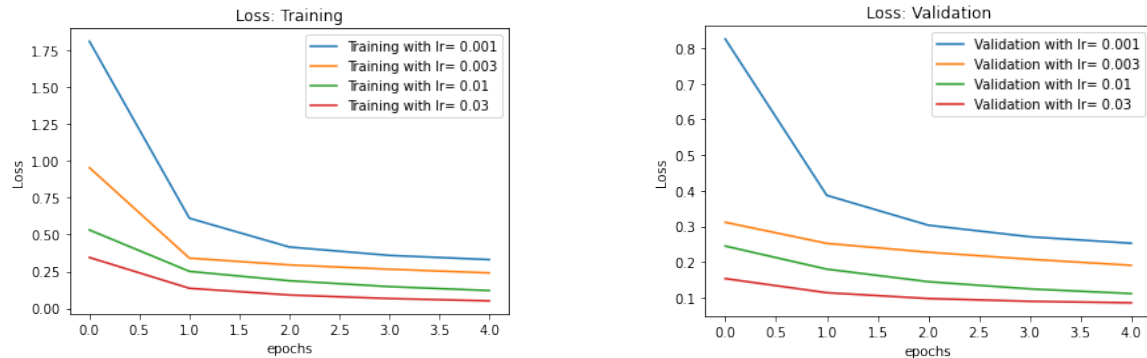 Loss: Training
1.75
1.50
1.25
1.00
0.75
0.50
0.25
0.00
Loss
Training with lr= 0.001
Training with lr= 0.003
Training with lr= 0.01
Training with lr= 0.03
0.0 0.5 1.0 1.5 2.0 2.5 3.0 3.5 4.0
epochs
Loss: Validation
0.8
0.7
0.6
0.5
0.4
0.3
0.2
0.1
Loss
Validation with lr= 0.001
Validation with lr= 0.003
Validation with lr= 0.01
Validation with lr= 0.03
0.0 0.5 1.0 1.5 2.0 2.5 3.0 3.5 4.0
epochs